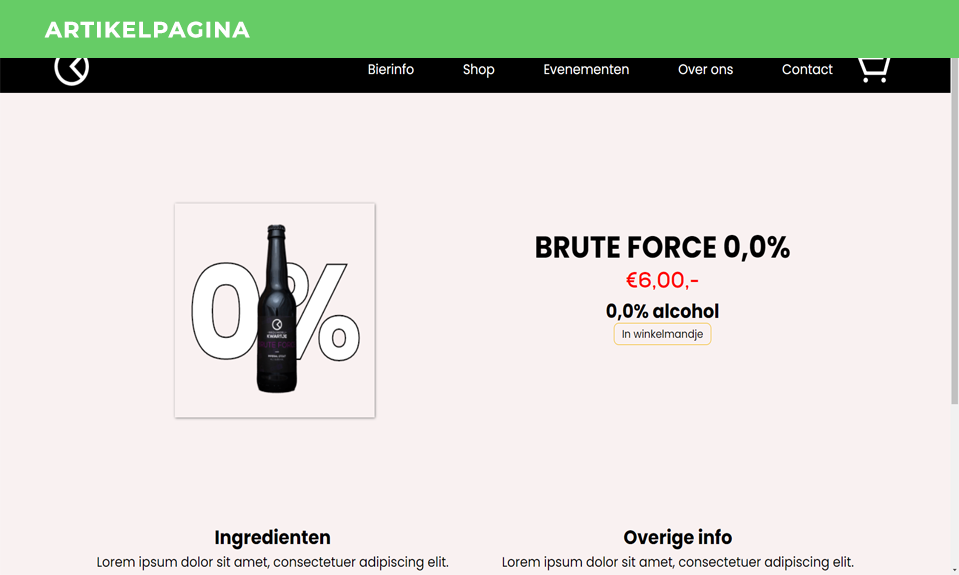 ARTIKELPAGINA
Bierinfo Shop Evenementen Over ons Contact
0%
KWARTJE
BRUTE FORCE
BRUTE FORCE 0,0%
€6,00,-
0,0% alcohol
In winkelmandje
Ingredienten
Lorem ipsum dolor sit amet, consectetuer adipiscing elit.
Overige info
Lorem ipsum dolor sit amet, consectetuer adipiscing elit.